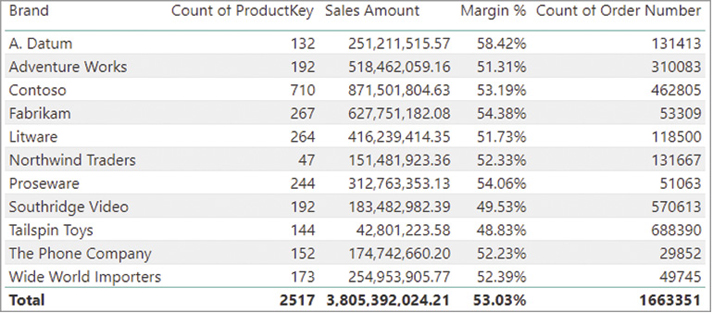 Brand Count of ProductKey Sales Amount Margin % Count of Order Number
A. Datum 132 251,211,515.57 58.42% 131413
Adventure Works 192 518,462,059.16 51.31% 310083
Contoso 710 871,501,804.63 53.19% 462805
Fabrikam 267 627,751,182.08 54.38% 53309
Litware 264 416,239,414.35 51.73% 118500
Northwind Traders 47 151,481,923.36 52.33% 131667
Proseware 244 312,763,353.13 54.06% 51063
Southridge Video 192 183,482,982.39 49.53% 570613
Tailspin Toys 144 42,801,223.58 48.83% 688390
The Phone Company 152 174,742,660.20 52.23% 29852
Wide World Importers 173 254,953,905.77 52.39% 49745
Total 2517 3,805,392,024.21 53.03% 1663351